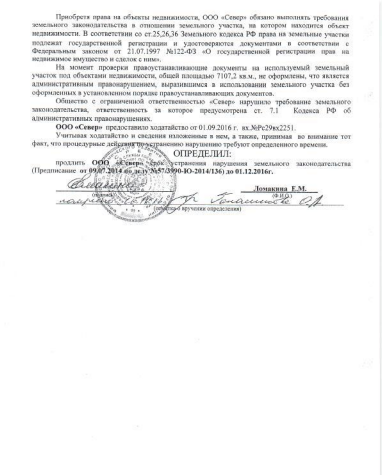 Приобретя права на объекты недвижимости, ООО «Север» обязано выполнять требования
земельного законодательства в отношении земельного участка, на котором находится объект
недвижимости. В соответствии со ст.25,26,36 Земельного кодекса РФ права на земельные участки
подлежат государственной регистрации и удостоверяются документами в соответствии с
Федеральным законом от 21.07.1997 №122-ФЗ «О государственной регистрации прав на
недвижимое имущество и сделок с ним».
На момент проверки правоустанавливающие документы на используемый земельный
участок под объектами недвижимости, общей площадью 7107,2 кв.м., не оформлены, что является
административным правонарушением, выразившимся в использовании земельного участка без
оформленных в установленном порядке правоустанавливающих документов.
Общество с ограниченной ответственностью «Север» нарушило требование земельного
законодательства, ответственность за которое предусмотрена ст. 7.1 Кодекса РФ об
административных правонарушениях.
ООО «Север» предоставило ходатайство от 01.09.2016 г. вх.№Рс29вх2251.
Учитывая ходатайство и сведения изложенные в нем, а также, принимая во внимание тот
факт, что процедурные действия по устранению нарушению требуют определенного времени.
ОПРЕДЕЛИЛ:
продлить ООО «Север» срок устранения нарушения земельного законодательства
(Предписание от 09.07.2014 по делу №57/3990-Ю-2014/136) до 01.12.2016г.
Ломакина Е.М.
(Ф.И.О.)
(отметка о вручении определения)